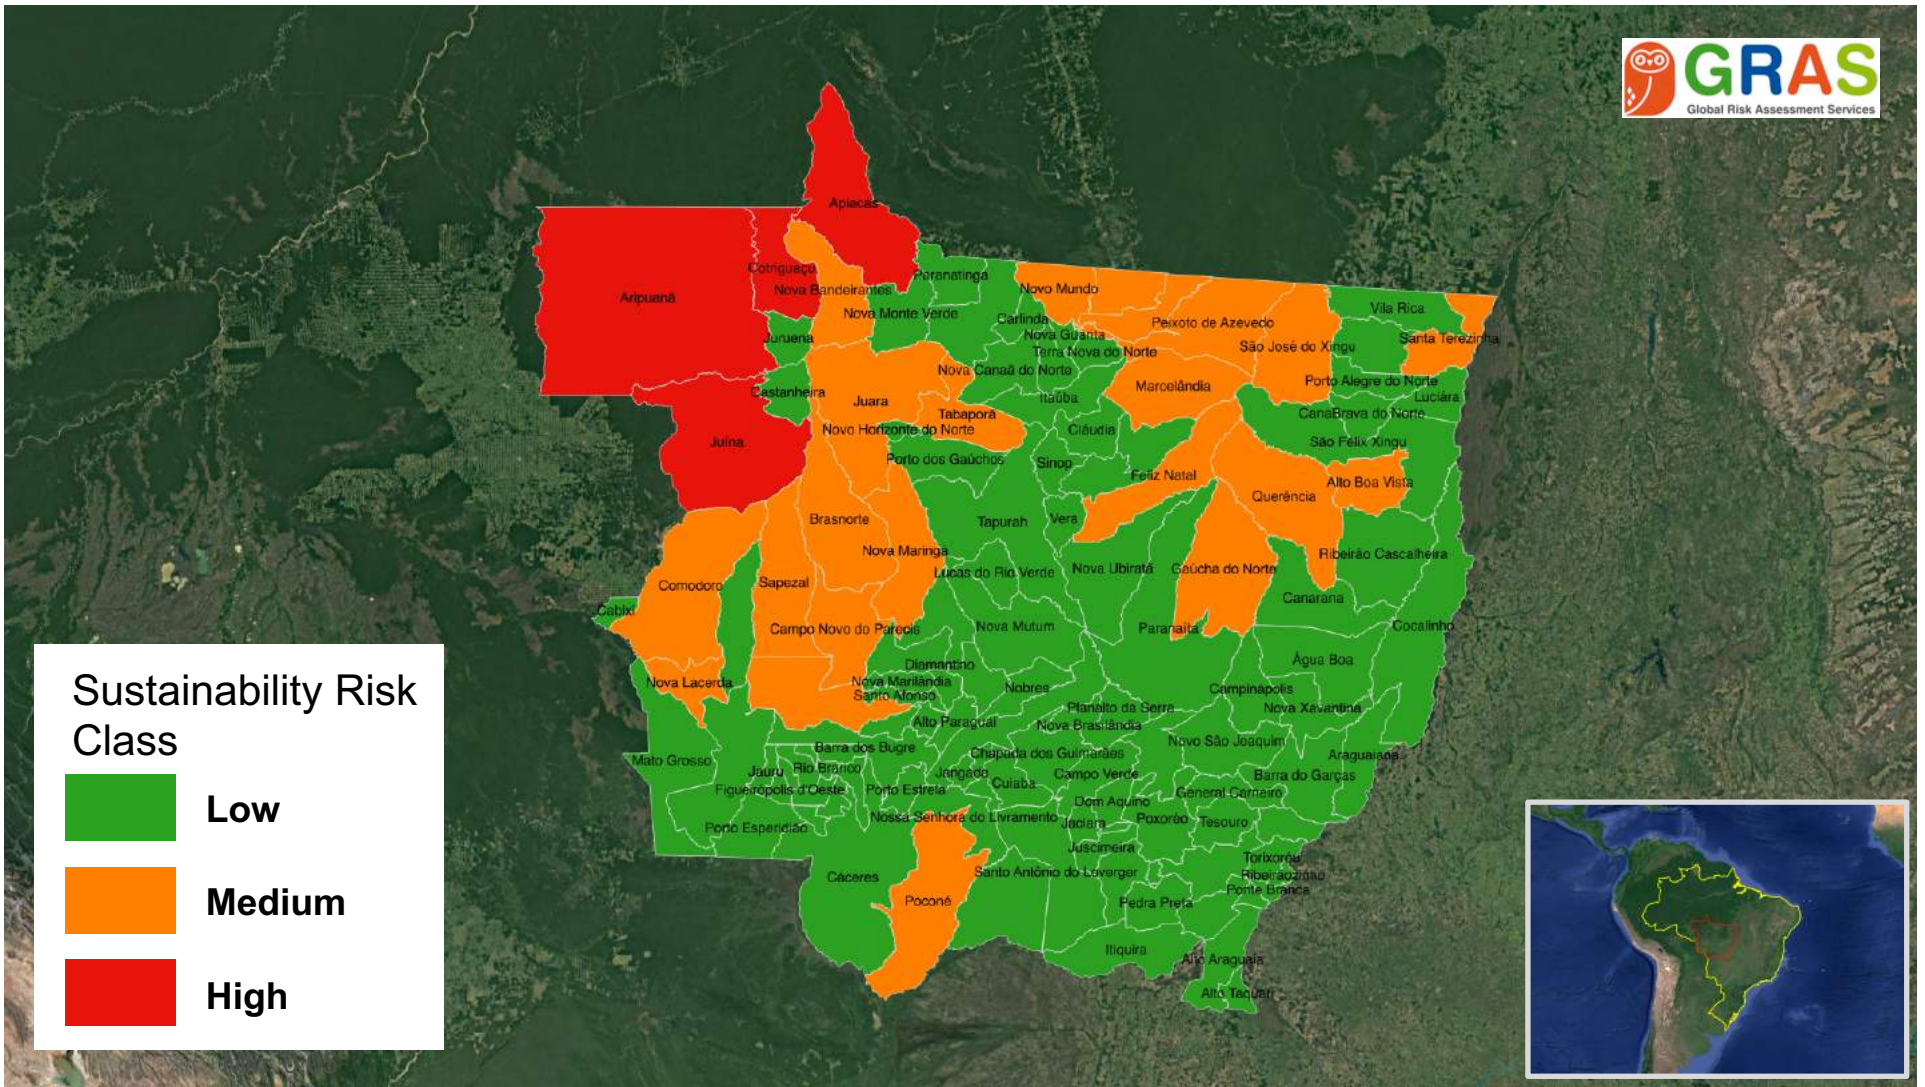 GRAS
Global Risk Assessment Services
Apiacás
Cotriguaçu
Aripuanã
Nova Bandeirantes
Paranatinga
Novo Mundo
Vila Rica
Nova Monte Verde
Carlinda
Peixoto de Azevedo
Juruena
Nova Guarita
São José do Xingu
Santa Terezinha
Terra Nova do Norte
Nova Canaã do Norte
Porto Alegre do Norte
Castanheira
Marcelândia
Luciára
Juara
Itaúba
Tabaporã
CanaBrava do Norte
Novo Horizonte do Norte
Cláudia
Juína
São Félix Xingu
Porto dos Gaúchos
Sinop
Feliz Natal
Alto Boa Vista
Querência
Brasnorte
Tapurah
Vera
Nova Maringá
Ribeirão Cascalheira
Lucas do Rio Verde
Nova Ubiratã
Gaúcha do Norte
Comodoro
Sapezal
Canarana
Cabixi
Campo Novo do Parecis
Nova Mutum
Paranaíta
Cocalinho
Diamantino
Água Boa
Nova Lacerda
Nova Marilândia
Santo Afonso
Nobres
Campinápolis
Planalto da Serra
Nova Xavantina
Alto Paraguai
Nova Brasilândia
Novo São Joaquim
Barra dos Bugre
Chapada dos Guimarães
Araguaiana
Mato Grosso
Jauru
Rio Branco
Jangada
Cuiaba
Campo Verde
Barra do Garças
Figueirópolis d'Oeste
Porto Estrela
General Carneiro
Dom Aquino
Nossa Senhora do Livramento
Jaciara
Poxoréo
Tesouro
Porto Esperidião
Juscimeira
Torixoréu
Cáceres
Santo Antônio do Leverger
Ribeirãozinho
Ponte Branca
Poconé
Pedra Preta
Itiquira
Alto Araguaia
Alto Taquari
Sustainability Risk
Class
Low
Medium
High